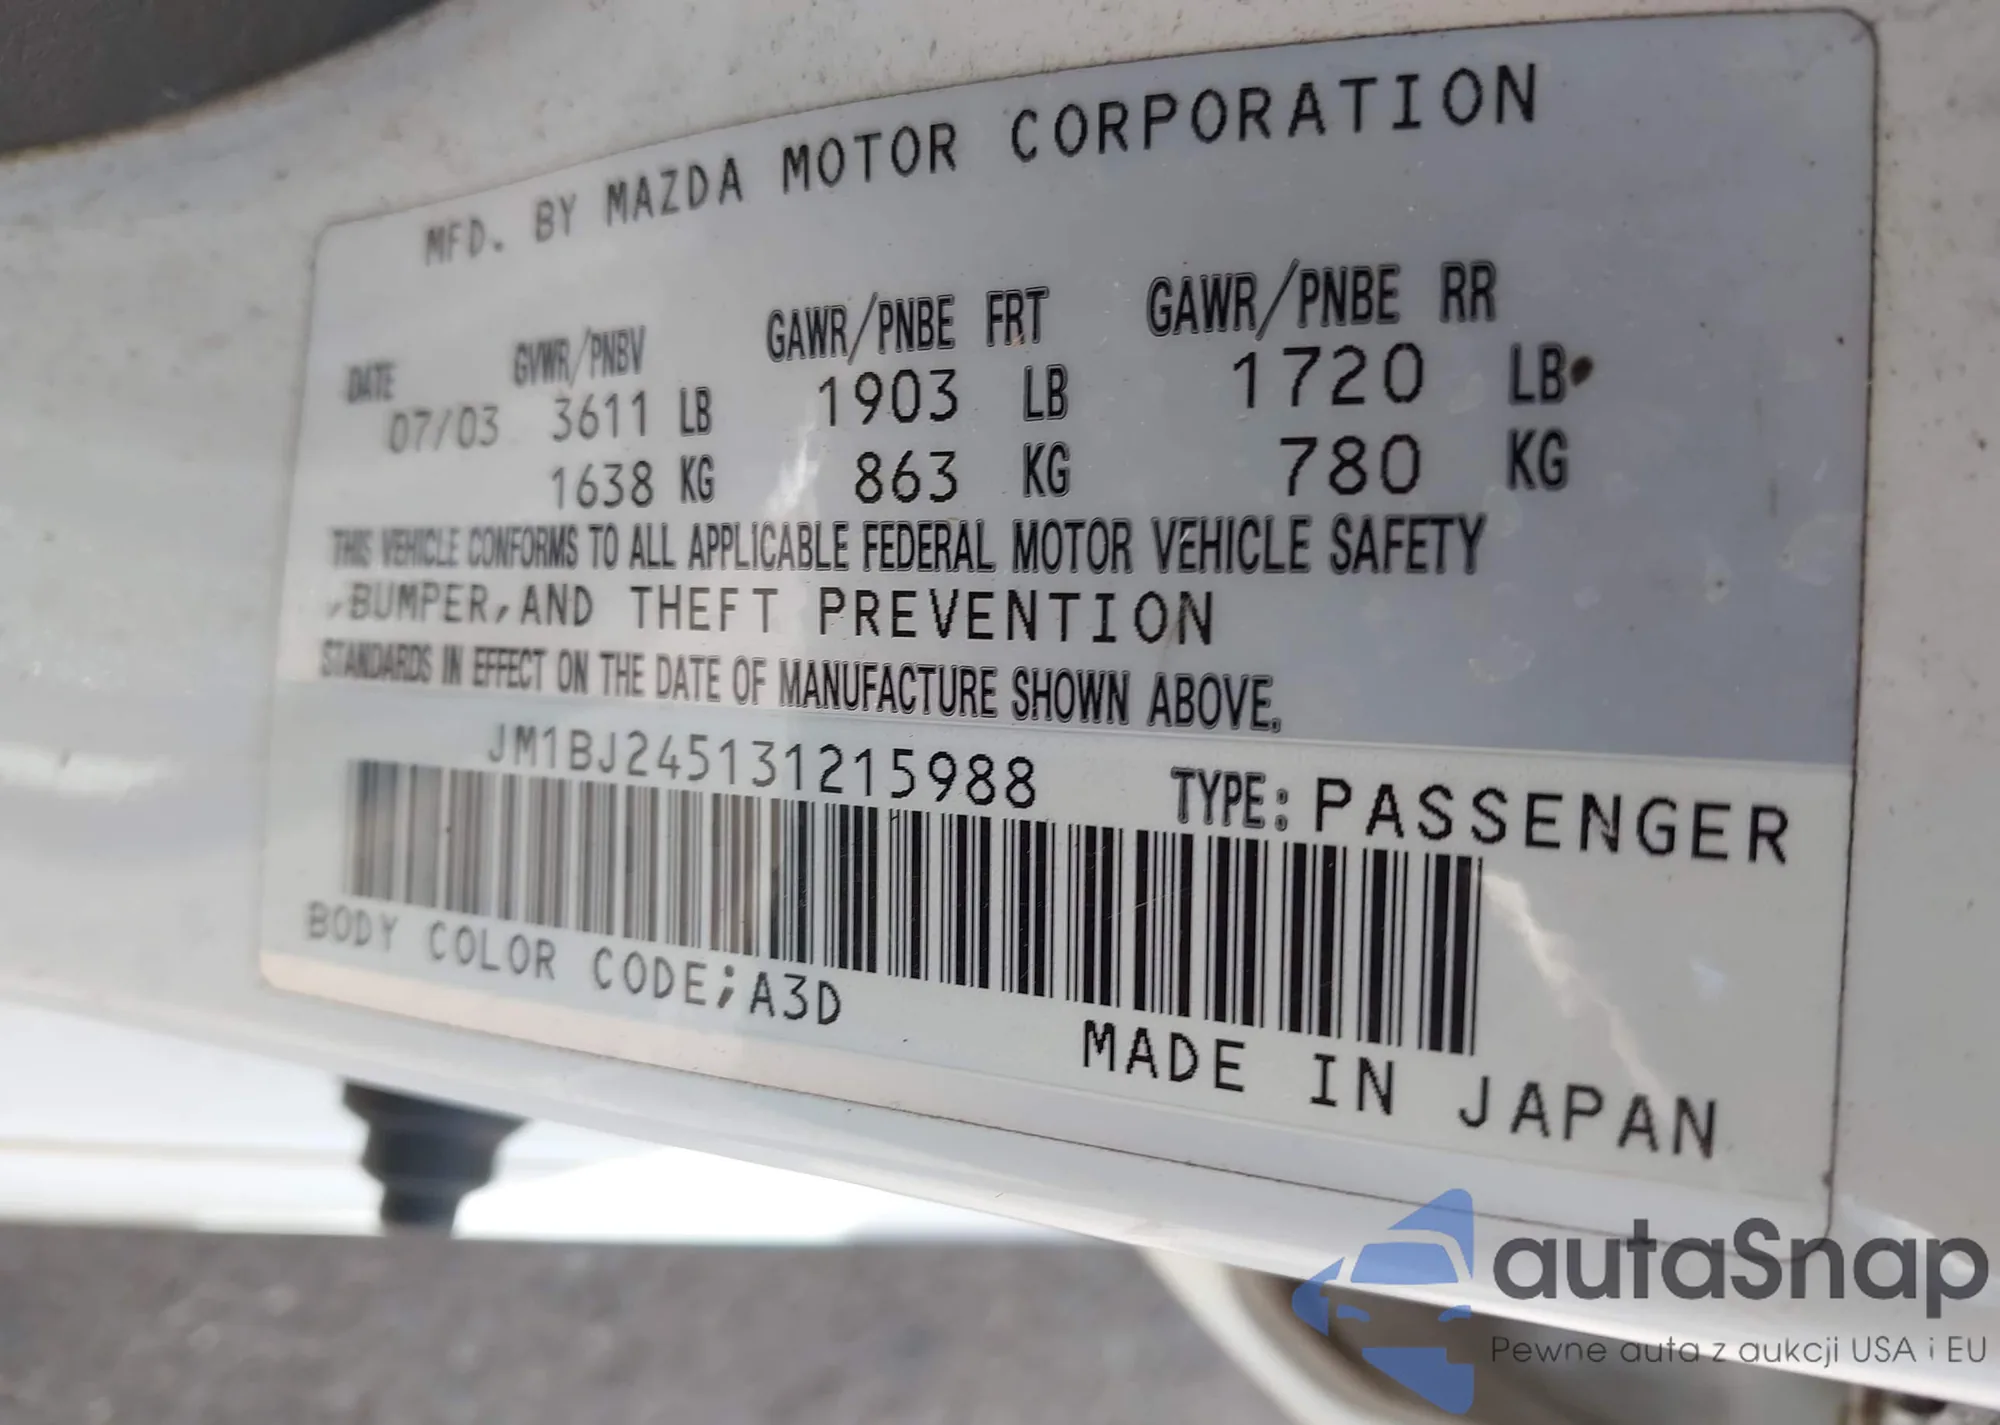 MFD. BY MAZDA MOTOR CORPORATION
DATE GVWR/PNBV GAWR/PNBE FRT GAWR/PNBE RR
07/03 3611 LB 1903 LB 1720 LB
1638 KG 863 KG 780 KG
THIS VEHICLE CONFORMS TO ALL APPLICABLE FEDERAL MOTOR VEHICLE SAFETY
,BUMPER,AND THEFT PREVENTION
STANDARDS IN EFFECT ON THE DATE OF MANUFACTURE SHOWN ABOVE.
JM1BJ245131215988 TYPE: PASSENGER
BODY COLOR CODE;A3D
MADE IN JAPAN
autaSnap
Pewne auta z aukcji USA i EU